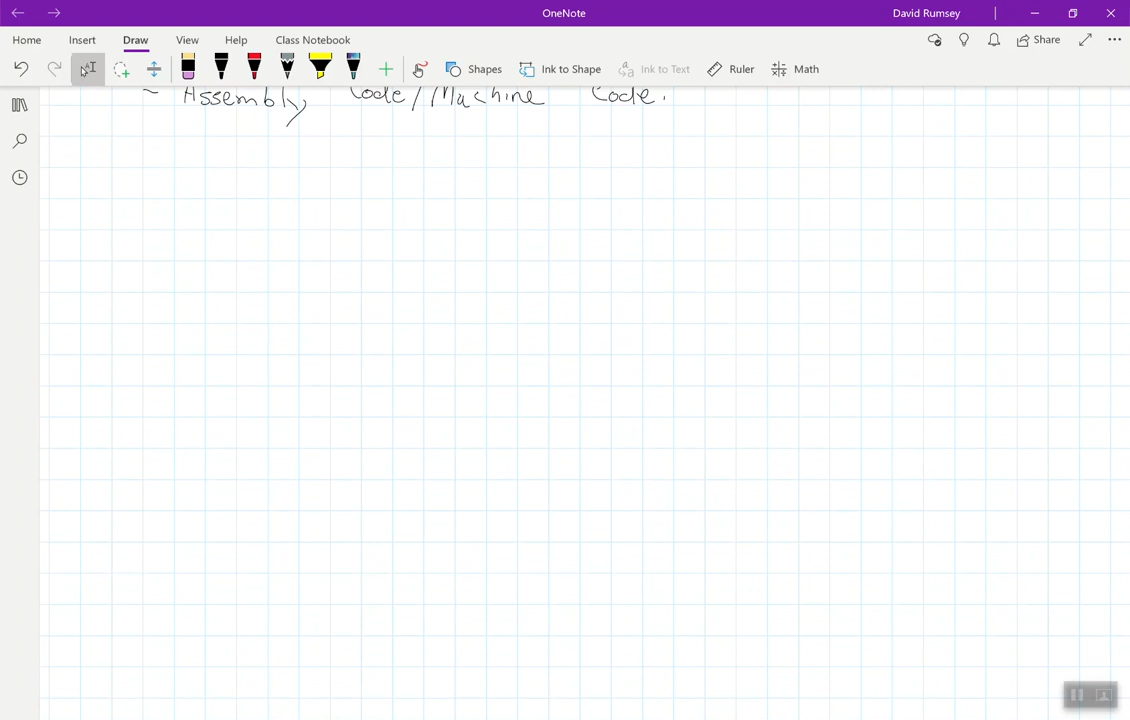 OneNote
David Rumsey
Home Insert Draw View Help Class Notebook
Share
Shapes Ink to Shape Ink to Text Ruler Math
~ Assembly Code/Machine Code.